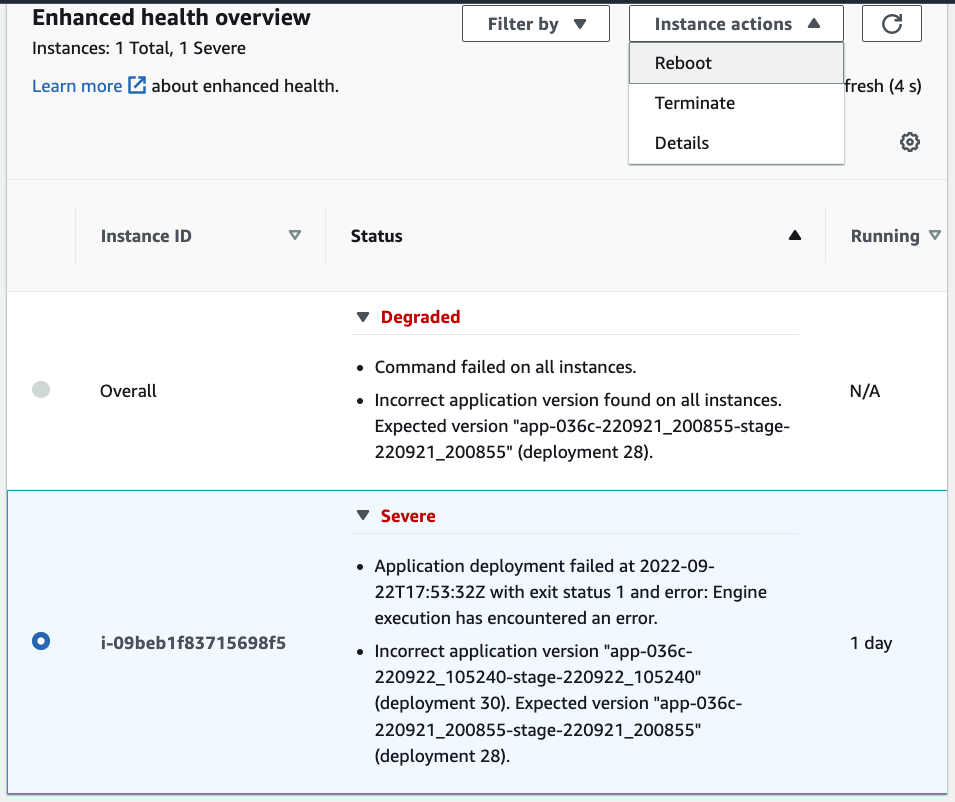 Enhanced health overview
Filter by
Instance actions
Instances: 1 Total, 1 Severe
Reboot
Learn more about enhanced health.
fresh (4 s)
Terminate
Details
Instance ID
Status
Running
Degraded
Overall
• Command failed on all instances.
• Incorrect application version found on all instances.
Expected version "app-036c-220921_200855-stage-
220921_200855" (deployment 28).
N/A
Severe
i-09beb1f83715698f5
• Application deployment failed at 2022-09-
22T17:53:32Z with exit status 1 and error: Engine
execution has encountered an error.
• Incorrect application version "app-036c-
220922_105240-stage-220922_105240"
(deployment 30). Expected version "app-036c-
220921_200855-stage-220921_200855"
(deployment 28).
1 day